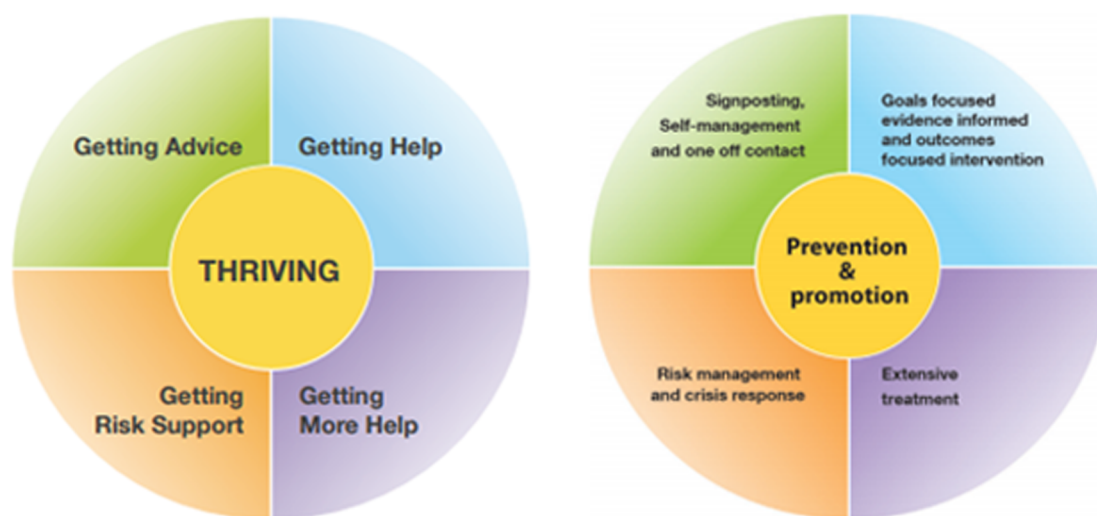 Getting Advice
Getting Help
THRIVING
Getting
Risk Support
Getting
More Help
Signposting,
Self-management
and one off contact
Goals focused
evidence informed
and outcomes
focused intervention
Prevention
&
promotion
Risk management
and crisis response
Extensive
treatment